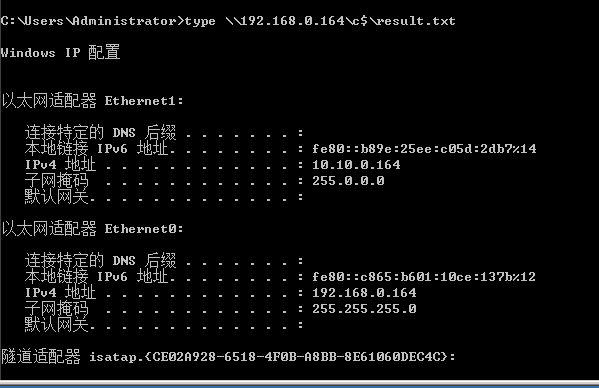 C:\Users\Administrator>type \\192.168.0.164\c$\result.txt
Windows IP 配置
以太网适配器 Ethernet1:
连接特定的 DNS 后缀 . . . . . . . :
本地链接 IPv6 地址. . . . . . . . : fe80::b89e:25ee:c05d:2db7%14
IPv4 地址 . . . . . . . . . . . . : 10.10.0.164
子网掩码  . . . . . . . . . . . . : 255.0.0.0
默认网关. . . . . . . . . . . . . :
以太网适配器 Ethernet0:
连接特定的 DNS 后缀 . . . . . . . :
本地链接 IPv6 地址. . . . . . . . : fe80::c865:b601:10ce:137b%12
IPv4 地址 . . . . . . . . . . . . : 192.168.0.164
子网掩码  . . . . . . . . . . . . : 255.255.255.0
默认网关. . . . . . . . . . . . . :
隧道适配器 isatap.{CE02A928-6518-4F0B-A8BB-8E61060DEC4C}: